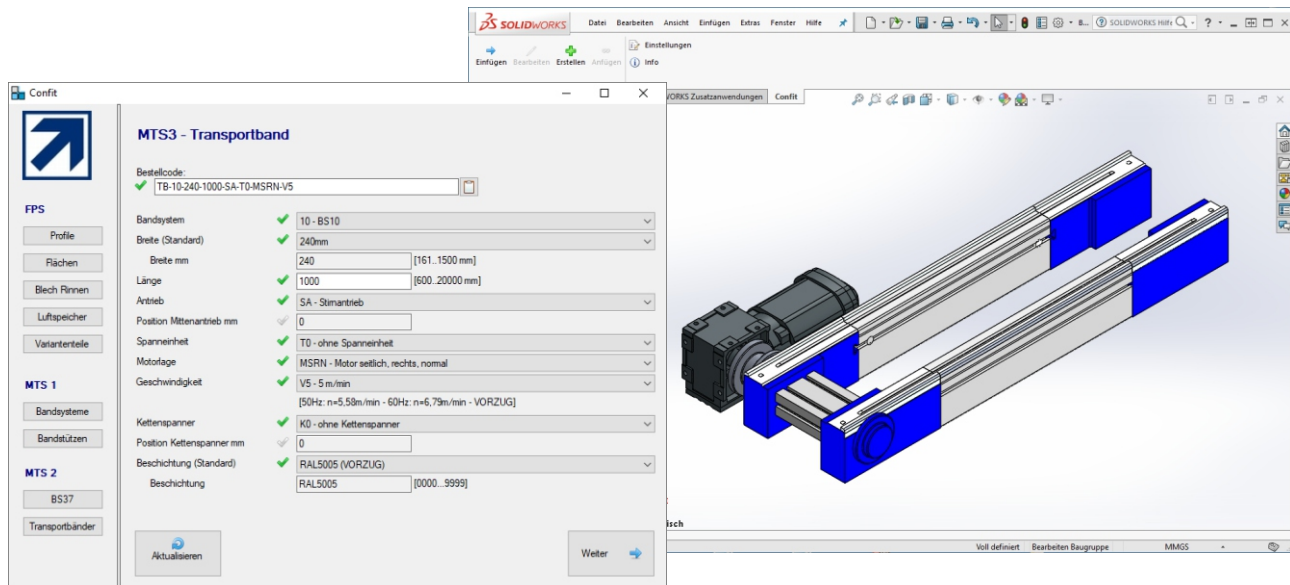 SOLIDWORKS
Datei Bearbeiten Ansicht Einfügen Extras Fenster Hilfe
B...
SOLIDWORKS Hilfe
Einfügen Bearbeiten Erstellen Anfügen
Einstellungen
Info
WORKS Zusatzanwendungen Confit
Confit
FPS
Profile
Flächen
Blech Rinnen
Luftspeicher
Variantenteile
MTS 1
Bandsysteme
Bandstützen
MTS 2
BS37
Transportbänder
MTS3 - Transportband
Bestellcode:
TB-10-240-1000-SA-T0-MSRN-V5
Bandsystem 10 - BS10
Breite (Standard) 240mm
Breite mm 240 [161..1500 mm]
Länge 1000 [600..20000 mm]
Antrieb SA - Stirnantrieb
Position Mittenantrieb mm 0
Spanneinheit T0 - ohne Spanneinheit
Motorlage MSRN - Motor seitlich, rechts, normal
Geschwindigkeit V5 - 5 m/min
[50Hz: n=5,58m/min - 60Hz: n=6,79m/min - VORZUG]
Kettenspanner K0 - ohne Kettenspanner
Position Kettenspanner mm 0
Beschichtung (Standard) RAL5005 (VORZUG)
Beschichtung RAL5005 [0000...9999]
Aktualisieren
Weiter
isch
Voll definiert Bearbeiten Baugruppe MMGS